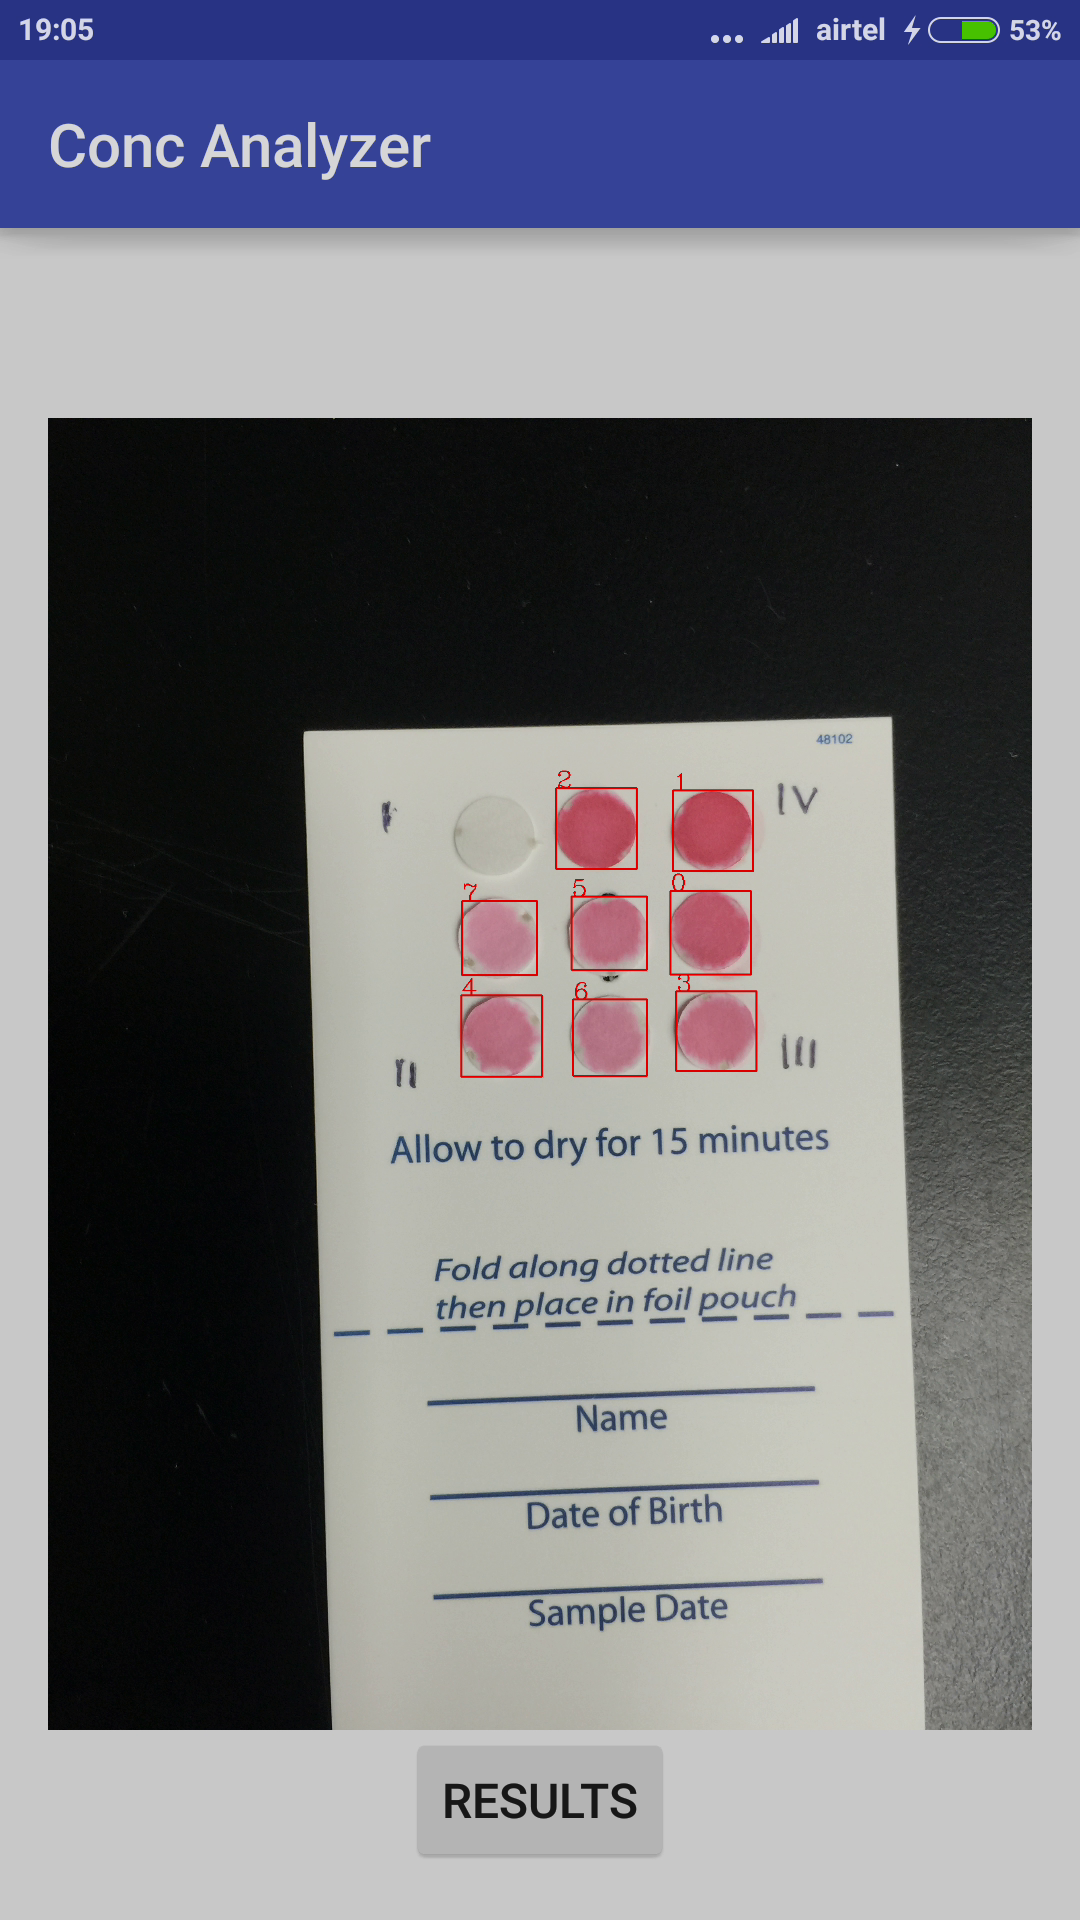 19:05 ... airtel 53%
Conc Analyzer
48102
2 1
I IV
7 5 0
4 6 3
II III
Allow to dry for 15 minutes
Fold along dotted line
then place in foil pouch
Name
Date of Birth
Sample Date
RESULTS